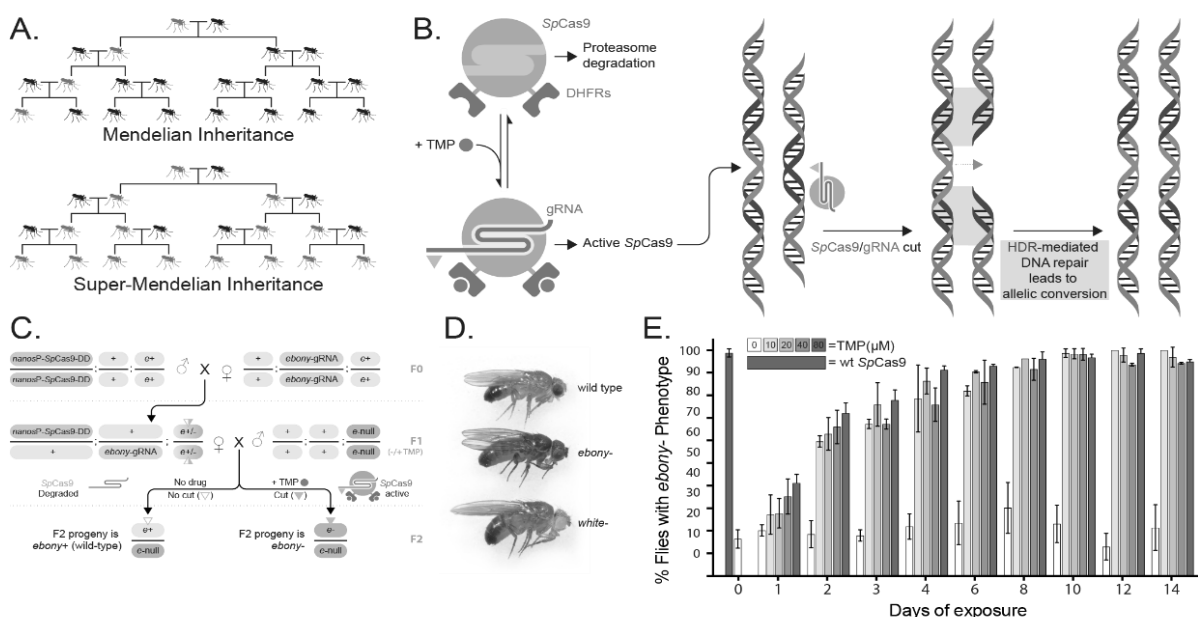 A.
Mendelian Inheritance
Super-Mendelian Inheritance
B.
SpCas9
Proteasome
degradation
DHFRs
+ TMP
gRNA
Active SpCas9
SpCas9/gRNA cut
HDR-mediated
DNA repair
leads to
allelic conversion
C.
nanosP-SpCas9-DD ; + ; e+
nanosP-SpCas9-DD ; + ; e+
♂ X ♀
+ ; ebony-gRNA ; e+
+ ; ebony-gRNA ; e+
F0
nanosP-SpCas9-DD ; + ; e+/-
+ ; ebony-gRNA ; e+/-
♀ X ♂
+ ; + ; e-null
+ ; + ; e-null
F1
(-/+TMP)
SpCas9
Degraded
No drug
No cut (▽)
+ TMP
Cut (▼)
SpCas9
active
F2 progeny is
ebony+ (wild-type)
e+
e-null
F2 progeny is
ebony-
e-
e-null
F2
D.
wild type
ebony-
white-
E.
0 10 20 40 80 =TMP(μM)
= wt SpCas9
% Flies with ebony- Phenotype
100
90
80
70
60
50
40
30
20
10
0
0 1 2 3 4 6 8 10 12 14
Days of exposure